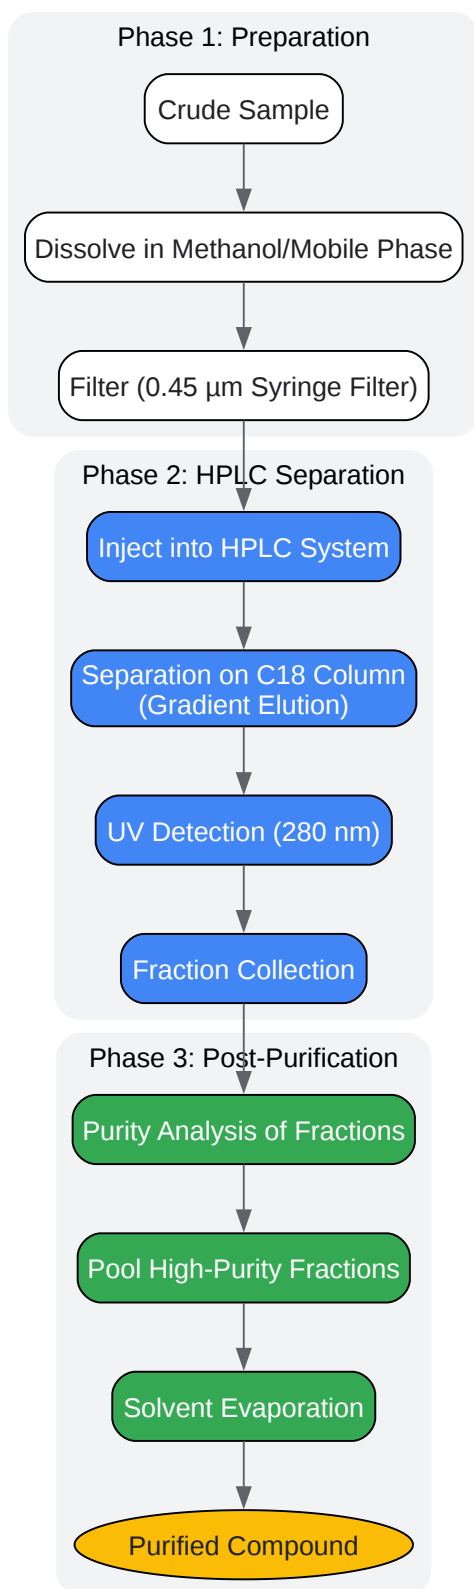 Phase 1: Preparation
Crude Sample
Dissolve in Methanol/Mobile Phase
Filter (0.45 µm Syringe Filter)
Phase 2: HPLC Separation
Inject into HPLC System
Separation on C18 Column
(Gradient Elution)
UV Detection (280 nm)
Fraction Collection
Phase 3: Post-Purification
Purity Analysis of Fractions
Pool High-Purity Fractions
Solvent Evaporation
Purified Compound